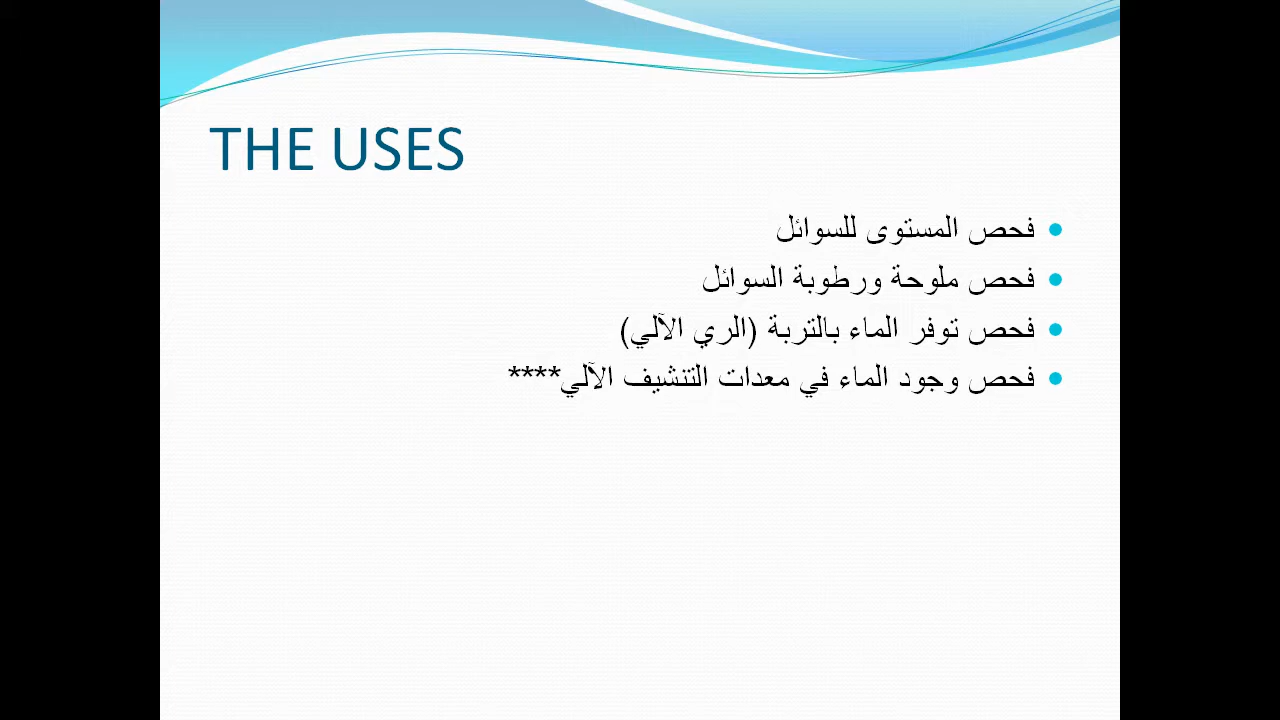 THE USES
فحص المستوى للسوائل
فحص ملوحة ورطوبة السوائل
فحص توفر الماء بالتربة (الري الآلي)
فحص وجود الماء في معدات التنشيف الآلي****